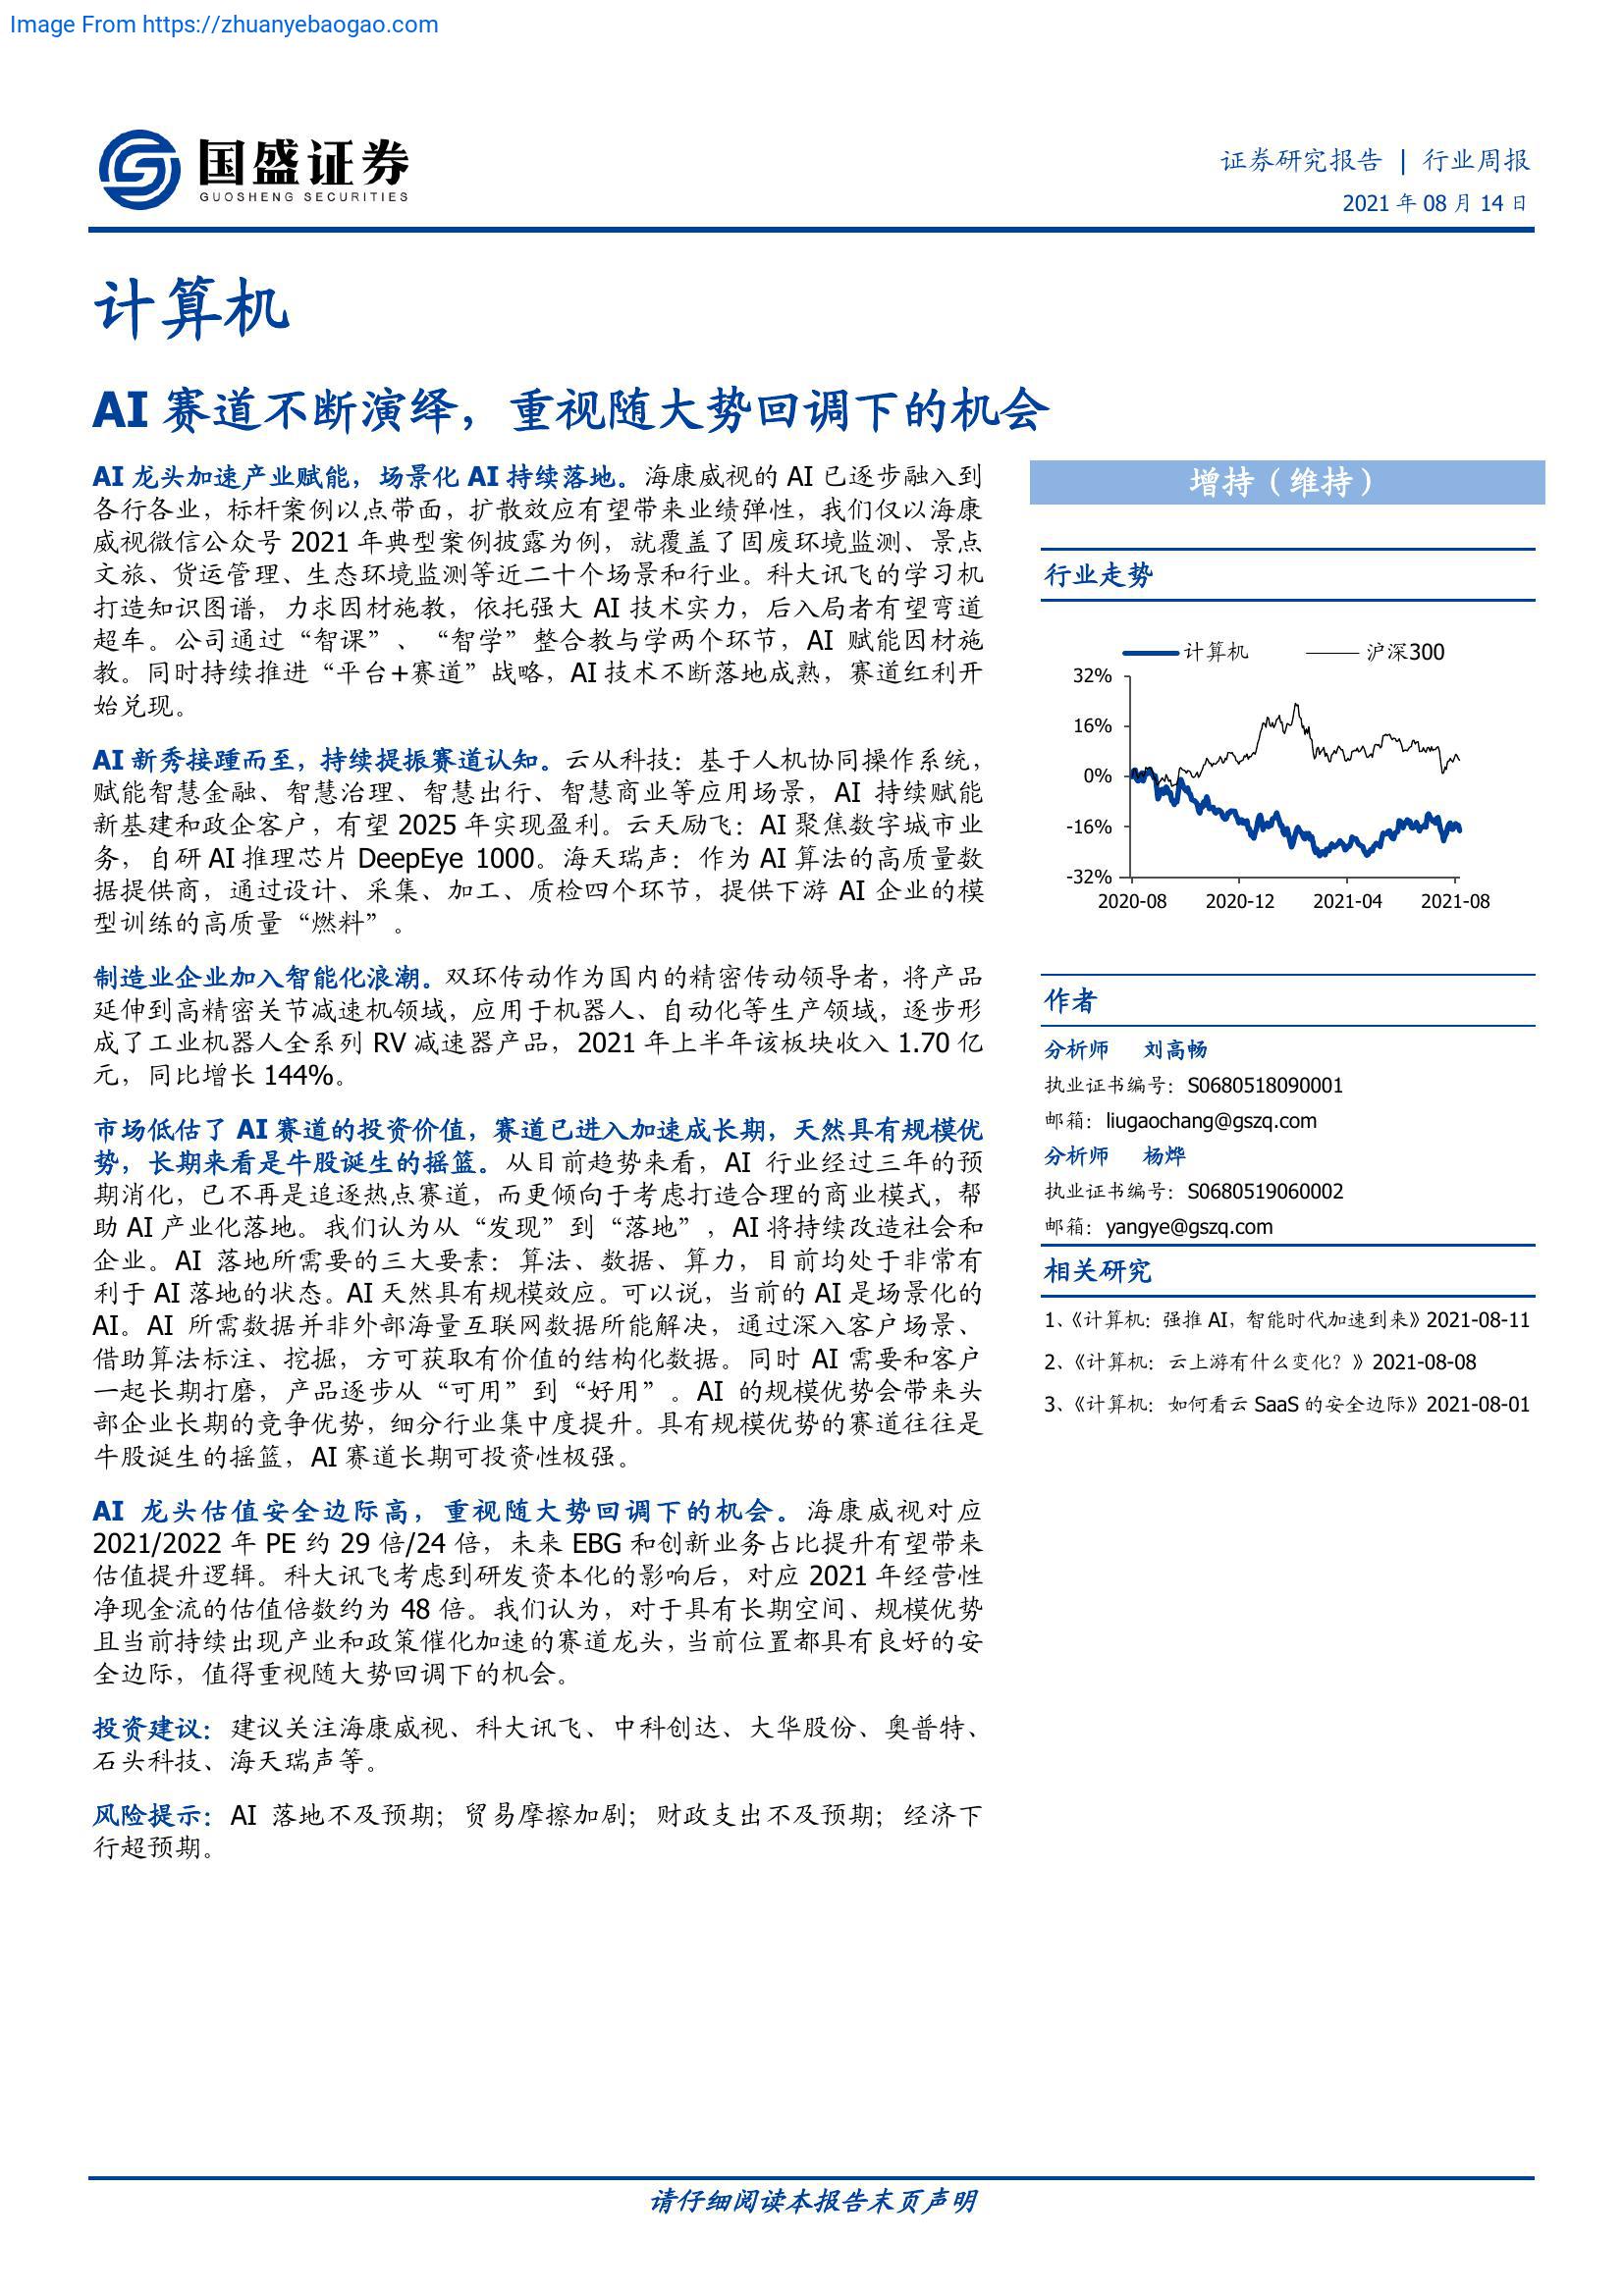 Image From https://zhuanyebaogao.com
国盛证券
GUOSHENG SECURITIES
证券研究报告 | 行业周报
2021 年 08 月 14 日
计算机
AI 赛道不断演绎，重视随大势回调下的机会
AI 龙头加速产业赋能，场景化 AI 持续落地。海康威视的 AI 已逐步融入到
各行各业，标杆案例以点带面，扩散效应有望带来业绩弹性，我们仅以海康
威视微信公众号 2021 年典型案例披露为例，就覆盖了固废环境监测、景点
文旅、货运管理、生态环境监测等近二十个场景和行业。科大讯飞的学习机
打造知识图谱，力求因材施教，依托强大 AI 技术实力，后入局者有望弯道
超车。公司通过“智课”、“智学”整合教与学两个环节，AI 赋能因材施
教。同时持续推进“平台+赛道”战略，AI 技术不断落地成熟，赛道红利开
始兑现。
AI 新秀接踵而至，持续提振赛道认知。云从科技：基于人机协同操作系统，
赋能智慧金融、智慧治理、智慧出行、智慧商业等应用场景，AI 持续赋能
新基建和政企客户，有望 2025 年实现盈利。云天励飞：AI 聚焦数字城市业
务，自研 AI 推理芯片 DeepEye 1000。海天瑞声：作为 AI 算法的高质量数
据提供商，通过设计、采集、加工、质检四个环节，提供下游 AI 企业的模
型训练的高质量“燃料”。
制造业企业加入智能化浪潮。双环传动作为国内的精密传动领导者，将产品
延伸到高精密关节减速机领域，应用于机器人、自动化等生产领域，逐步形
成了工业机器人全系列 RV 减速器产品，2021 年上半年该板块收入 1.70 亿
元，同比增长 144%。
市场低估了 AI 赛道的投资价值，赛道已进入加速成长期，天然具有规模优
势，长期来看是牛股诞生的摇篮。从目前趋势来看，AI 行业经过三年的预
期消化，已不再是追逐热点赛道，而更倾向于考虑打造合理的商业模式，帮
助 AI 产业化落地。我们认为从“发现”到“落地”，AI 将持续改造社会和
企业。AI 落地所需要的三大要素：算法、数据、算力，目前均处于非常有
利于 AI 落地的状态。AI 天然具有规模效应。可以说，当前的 AI 是场景化的
AI。AI 所需数据并非外部海量互联网数据所能解决，通过深入客户场景、
借助算法标注、挖掘，方可获取有价值的结构化数据。同时 AI 需要和客户
一起长期打磨，产品逐步从“可用”到“好用”。AI 的规模优势会带来头
部企业长期的竞争优势，细分行业集中度提升。具有规模优势的赛道往往是
牛股诞生的摇篮，AI 赛道长期可投资性极强。
AI 龙头估值安全边际高，重视随大势回调下的机会。海康威视对应
2021/2022 年 PE 约 29 倍/24 倍，未来 EBG 和创新业务占比提升有望带来
估值提升逻辑。科大讯飞考虑到研发资本化的影响后，对应 2021 年经营性
净现金流的估值倍数约为 48 倍。我们认为，对于具有长期空间、规模优势
且当前持续出现产业和政策催化加速的赛道龙头，当前位置都具有良好的安
全边际，值得重视随大势回调下的机会。
投资建议：建议关注海康威视、科大讯飞、中科创达、大华股份、奥普特、
石头科技、海天瑞声等。
风险提示：AI 落地不及预期；贸易摩擦加剧；财政支出不及预期；经济下
行超预期。
增持（维持）
行业走势
计算机 沪深300
32%
16%
0%
-16%
-32%
2020-08 2020-12 2021-04 2021-08
作者
分析师 刘高畅
执业证书编号：S0680518090001
邮箱：liugaochang@gszq.com
分析师 杨烨
执业证书编号：S0680519060002
邮箱：yangye@gszq.com
相关研究
1、《计算机：强推 AI，智能时代加速到来》2021-08-11
2、《计算机：云上游有什么变化？》2021-08-08
3、《计算机：如何看云 SaaS 的安全边际》2021-08-01
请仔细阅读本报告末页声明